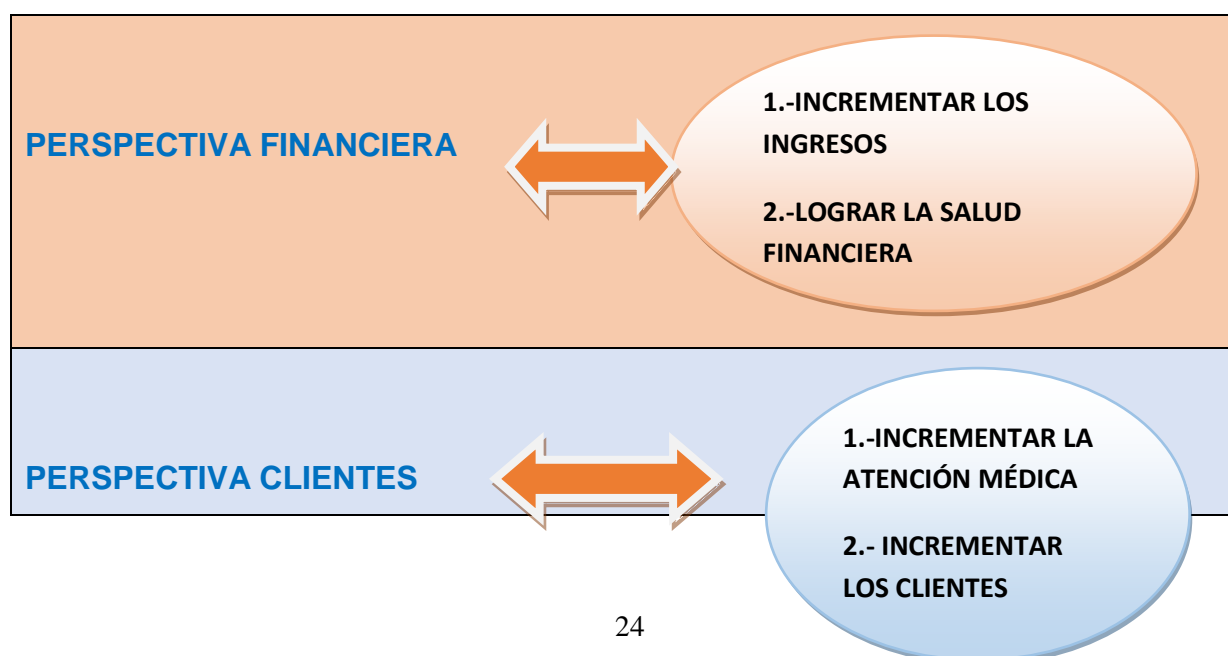 PERSPECTIVA FINANCIERA
1.-INCREMENTAR LOS
INGRESOS
2.-LOGRAR LA SALUD
FINANCIERA
PERSPECTIVA CLIENTES
1.-INCREMENTAR LA
ATENCIÓN MÉDICA
2.- INCREMENTAR
LOS CLIENTES
24